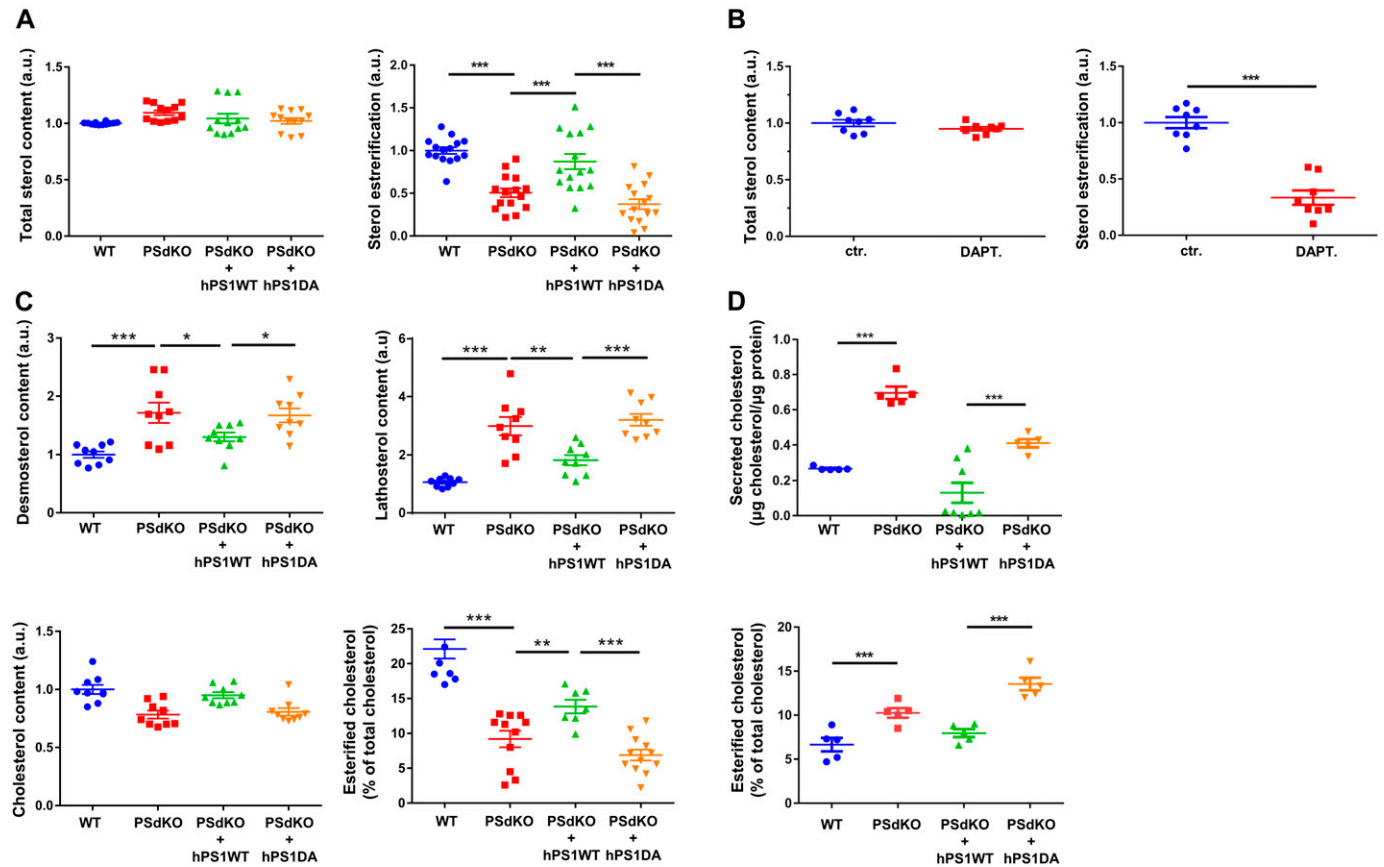 A
Total sterol content (a.u.)
1.5
1.0
0.5
0.0
WT
PSdKO
PSdKO
+
hPS1WT
PSdKO
+
hPS1DA
Sterol estrerification (a.u.)
2.0
1.5
1.0
0.5
0.0
***
***
***
WT
PSdKO
PSdKO
+
hPS1WT
PSdKO
+
hPS1DA
B
Total sterol content (a.u.)
1.5
1.0
0.5
0.0
ctr.
DAPT.
Sterol esterification (a.u.)
1.5
1.0
0.5
0.0
***
ctr.
DAPT.
C
Desmosterol content (a.u.)
3
2
1
0
***
*
*
WT
PSdKO
PSdKO
+
hPS1WT
PSdKO
+
hPS1DA
Lathosterol content (a.u)
6
4
2
0
***
**
***
WT
PSdKO
PSdKO
+
hPS1WT
PSdKO
+
hPS1DA
D
Secreted cholesterol
(µg cholesterol/µg protein)
1.0
0.8
0.6
0.4
0.2
0.0
***
***
WT
PSdKO
PSdKO
+
hPS1WT
PSdKO
+
hPS1DA
Cholesterol content (a.u.)
1.5
1.0
0.5
0.0
WT
PSdKO
PSdKO
+
hPS1WT
PSdKO
+
hPS1DA
Esterified cholesterol
(% of total cholesterol)
25
20
15
10
5
0
***
**
***
WT
PSdKO
PSdKO
+
hPS1WT
PSdKO
+
hPS1DA
Esterified cholesterol
(% of total cholesterol)
20
15
10
5
0
***
***
WT
PSdKO
PSdKO
+
hPS1WT
PSdKO
+
hPS1DA